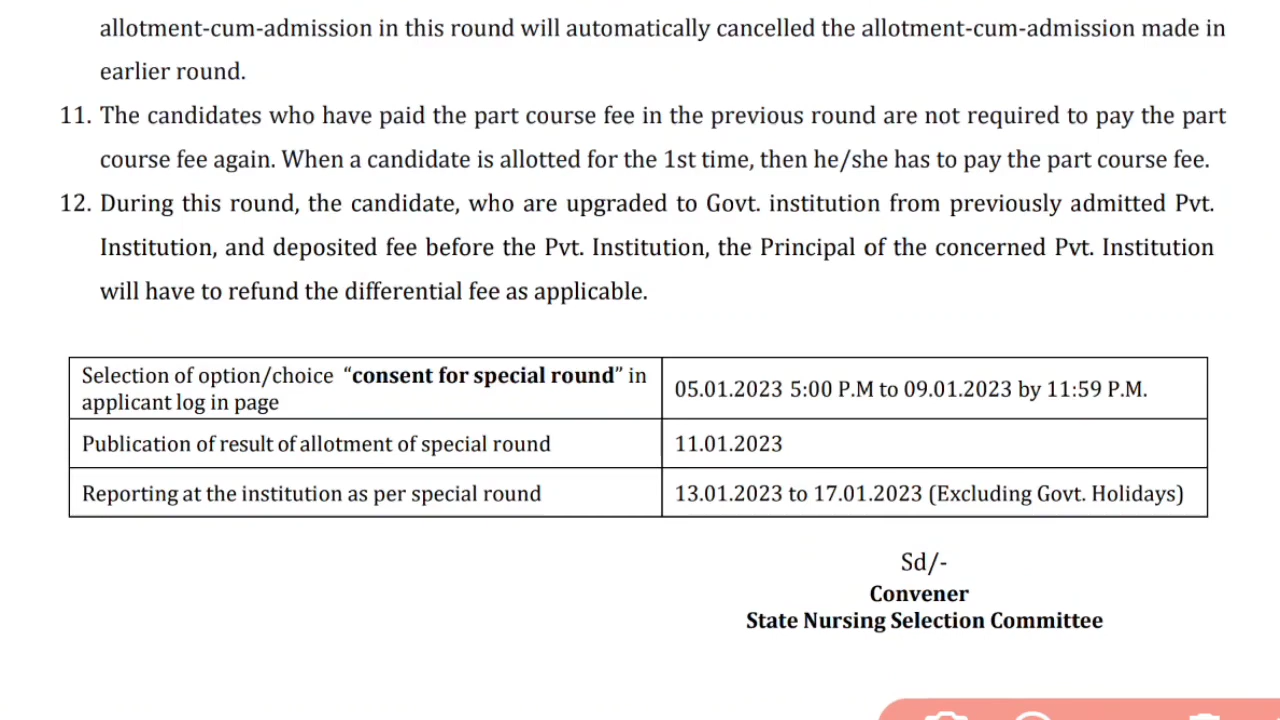 allotment-cum-admission in this round will automatically cancelled the allotment-cum-admission made in
earlier round.
11. The candidates who have paid the part course fee in the previous round are not required to pay the part
course fee again. When a candidate is allotted for the 1st time, then he/she has to pay the part course fee.
12. During this round, the candidate, who are upgraded to Govt. institution from previously admitted Pvt.
Institution, and deposited fee before the Pvt. Institution, the Principal of the concerned Pvt. Institution
will have to refund the differential fee as applicable.
Selection of option/choice “consent for special round” in
applicant log in page
05.01.2023 5:00 P.M to 09.01.2023 by 11:59 P.M.
Publication of result of allotment of special round
11.01.2023
Reporting at the institution as per special round
13.01.2023 to 17.01.2023 (Excluding Govt. Holidays)
Sd/-
Convener
State Nursing Selection Committee